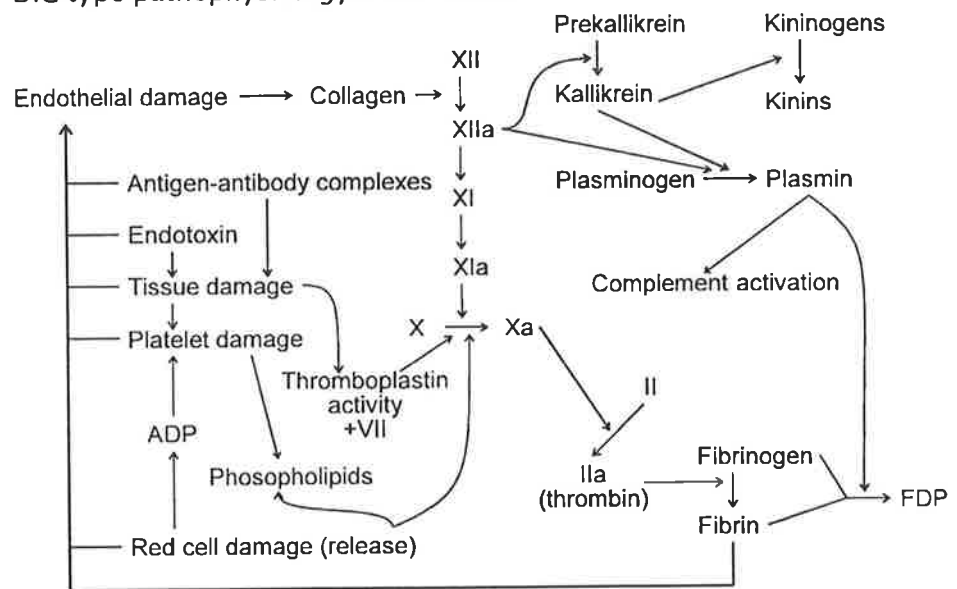 Prekallikrein
Kininogens
XII
Endothelial damage
Collagen
Kallikrein
Kinins
XIIa
Antigen-antibody complexes
Plasminogen
Plasmin
XI
Endotoxin
XIa
Tissue damage
Complement activation
X
Xa
Platelet damage
Thromboplastin
activity
+VII
II
ADP
Phosopholipids
IIa
(thrombin)
Fibrinogen
FDP
Fibrin
Red cell damage (release)